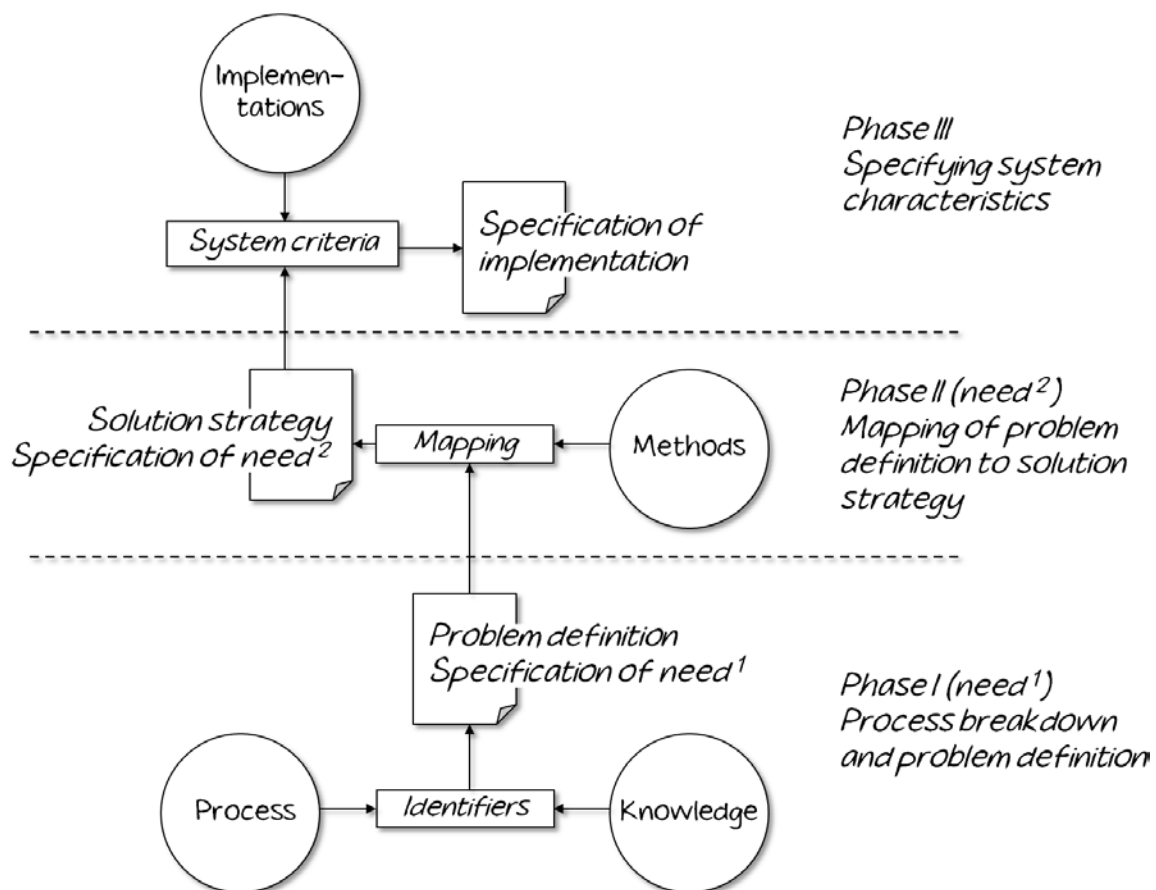 Implemen-
tations
Phase III
Specifying system
characteristics
System criteria
Specification of
implementation
Solution strategy
Specification of need²
Mapping
Methods
Phase II (need²)
Mapping of problem
definition to solution
strategy
Problem definition
Specification of need¹
Phase I (need¹)
Process breakdown
and problem definition
Process
Identifiers
Knowledge